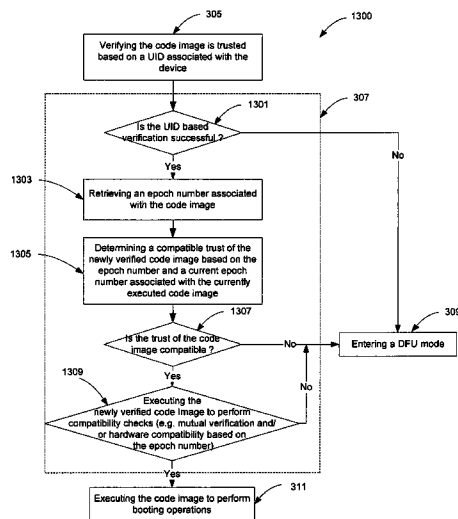 305
1300
Verifying the code image is trusted
based on a UID associated with the
device
307
1301
Is the UID based
verification successful ?
No
Yes
1303
Retrieving an epoch number associated
with the code image
1305
Determining a compatible trust of the
newly verified code image based on the
epoch number and a current epoch
number associated with the currently
executed code image
1307
309
Is the trust of the code
image compatible ?
No
Entering a DFU mode
Yes
No
1309
Executing the
newly verified code image to perform
compatibility checks (e.g. mutual verification and/
or hardware compatibility based on
the epoch number)
Yes
311
Executing the code image to perform
booting operations